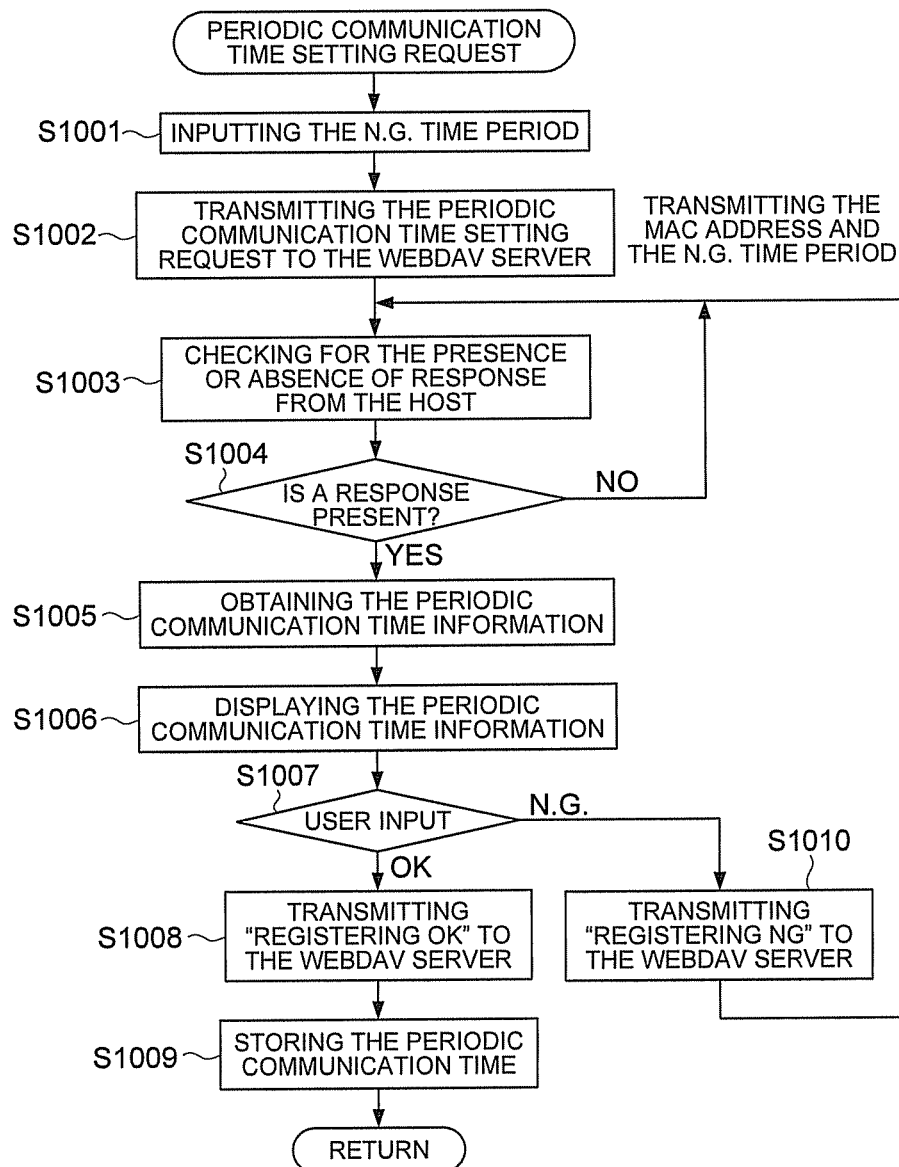 PERIODIC COMMUNICATION
TIME SETTING REQUEST
S1001
INPUTTING THE N.G. TIME PERIOD
S1002
TRANSMITTING THE PERIODIC
COMMUNICATION TIME SETTING
REQUEST TO THE WEBDAV SERVER
TRANSMITTING THE
MAC ADDRESS AND
THE N.G. TIME PERIOD
S1003
CHECKING FOR THE PRESENCE
OR ABSENCE OF RESPONSE
FROM THE HOST
S1004
IS A RESPONSE
PRESENT?
NO
YES
S1005
OBTAINING THE PERIODIC
COMMUNICATION TIME INFORMATION
S1006
DISPLAYING THE PERIODIC
COMMUNICATION TIME INFORMATION
S1007
USER INPUT
N.G.
OK
S1008
TRANSMITTING
“REGISTERING OK” TO
THE WEBDAV SERVER
S1010
TRANSMITTING
“REGISTERING NG” TO
THE WEBDAV SERVER
S1009
STORING THE PERIODIC
COMMUNICATION TIME
RETURN